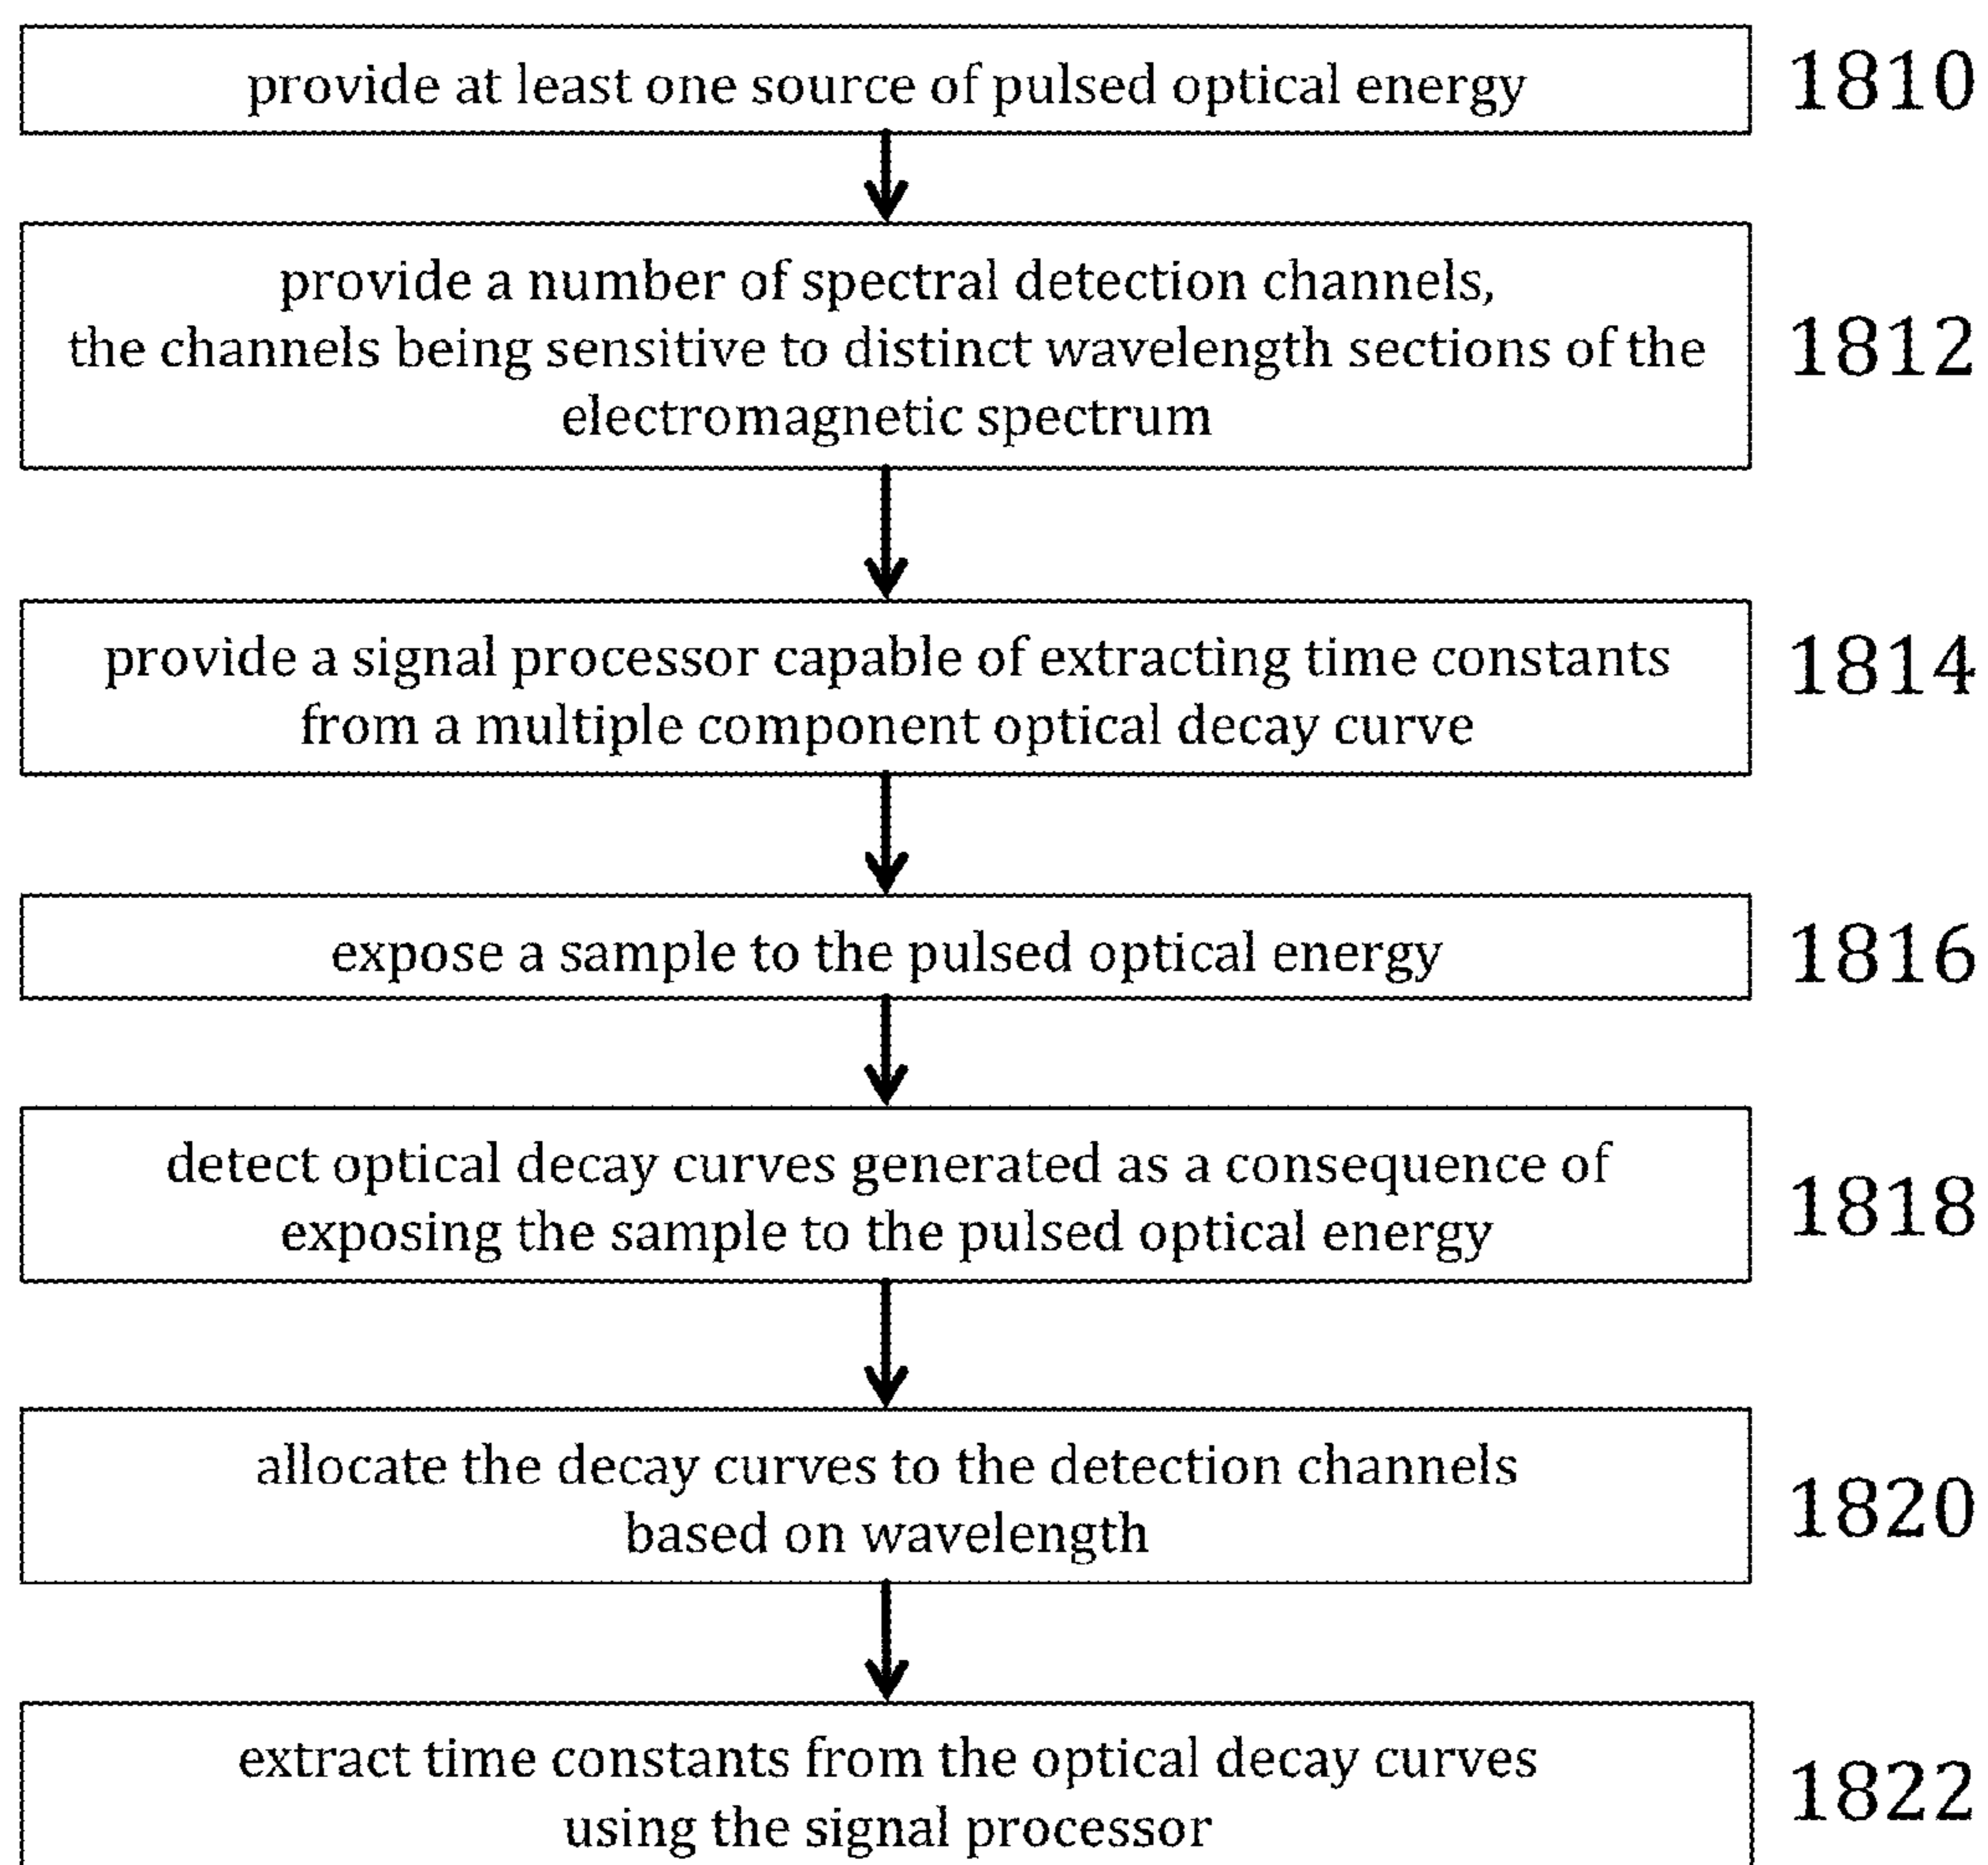 provide at least one source of pulsed optical energy
1810
provide a number of spectral detection channels,
the channels being sensitive to distinct wavelength sections of the
electromagnetic spectrum
1812
provide a signal processor capable of extracting time constants
from a multiple component optical decay curve
1814
expose a sample to the pulsed optical energy
1816
detect optical decay curves generated as a consequence of
exposing the sample to the pulsed optical energy
1818
allocate the decay curves to the detection channels
based on wavelength
1820
extract time constants from the optical decay curves
using the signal processor
1822